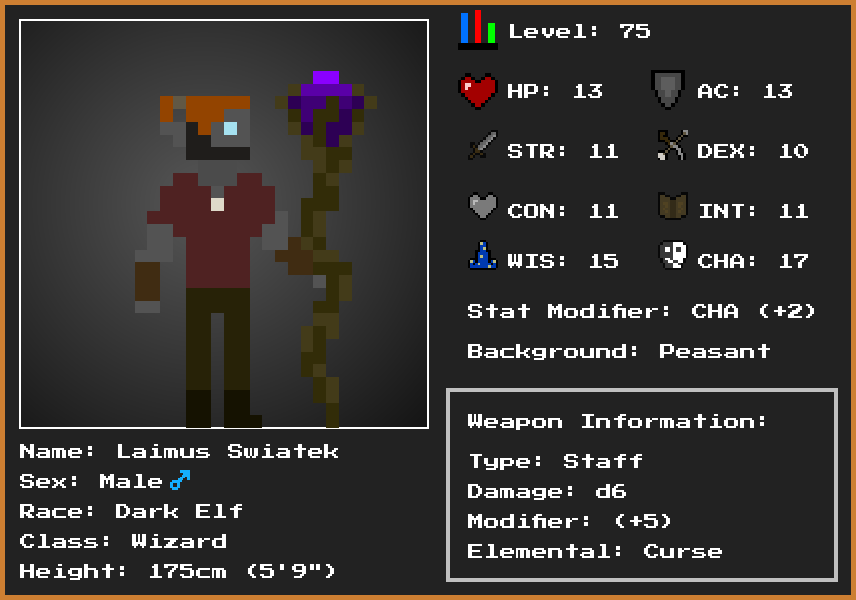 Level: 75
HP: 13 AC: 13
STR: 11 DEX: 10
CON: 11 INT: 11
WIS: 15 CHA: 17
Stat Modifier: CHA (+2)
Background: Peasant
Weapon Information:
Type: Staff
Damage: d6
Modifier: (+5)
Elemental: Curse
Name: Laimus Swiatek
Sex: Male♂
Race: Dark Elf
Class: Wizard
Height: 175cm (5'9")